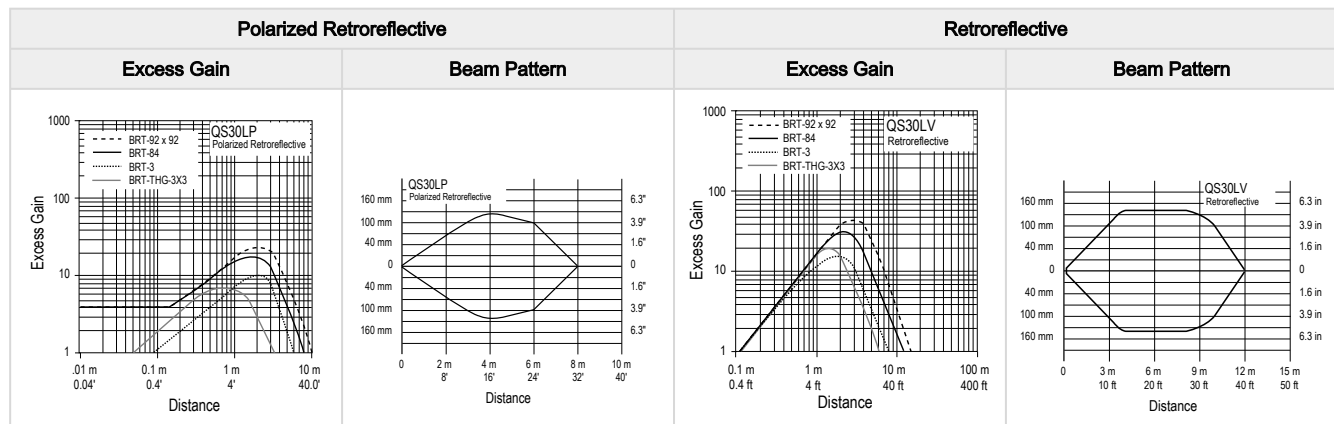 Polarized Retroreflective
Retroreflective
Excess Gain
Beam Pattern
Excess Gain
Beam Pattern
1000
100
10
1
Excess Gain
BRT-92 x 92
BRT-84
BRT-3
BRT-THG-3X3
QS30LP
Polarized Retroreflective
.01 m 0.1 m 1 m 10 m
0.04' 0.4' 4' 40.0'
Distance
QS30LP
Polarized Retroreflective
160 mm 6.3"
100 mm 3.9"
40 mm 1.6"
0 0
40 mm 1.6"
100 mm 3.9"
160 mm 6.3"
0 2 m 4 m 6 m 8 m 10 m
8' 16' 24' 32' 40'
Distance
1000
100
10
1
Excess Gain
BRT-92 x 92
BRT-84
BRT-3
BRT-THG-3X3
QS30LV
Retroreflective
0.1 m 1 m 10 m 100 m
0.4 ft 4 ft 40 ft 400 ft
Distance
QS30LV
Retroreflective
160 mm 6.3 in
100 mm 3.9 in
40 mm 1.6 in
0 0
40 mm 1.6 in
100 mm 3.9 in
160 mm 6.3 in
0 3 m 6 m 9 m 12 m 15 m
10 ft 20 ft 30 ft 40 ft 50 ft
Distance